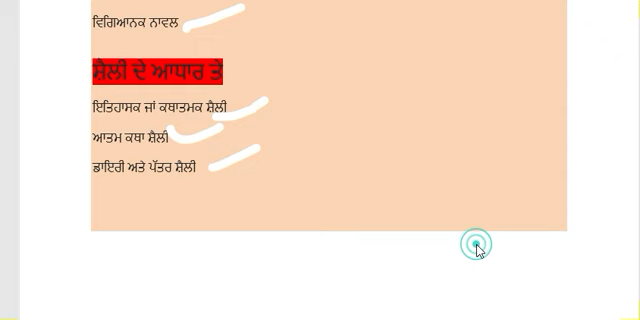 ਵਿਗਿਆਨਕ ਨਾਵਲ
ਸ਼ੈਲੀ ਦੇ ਆਧਾਰ ਤੇ
ਇਤਿਹਾਸਕ ਜਾਂ ਕਥਾਤਮਕ ਸ਼ੈਲੀ
ਆਤਮ ਕਥਾ ਸ਼ੈਲੀ
ਡਾਇਰੀ ਅਤੇ ਪੱਤਰ ਸ਼ੈਲੀ